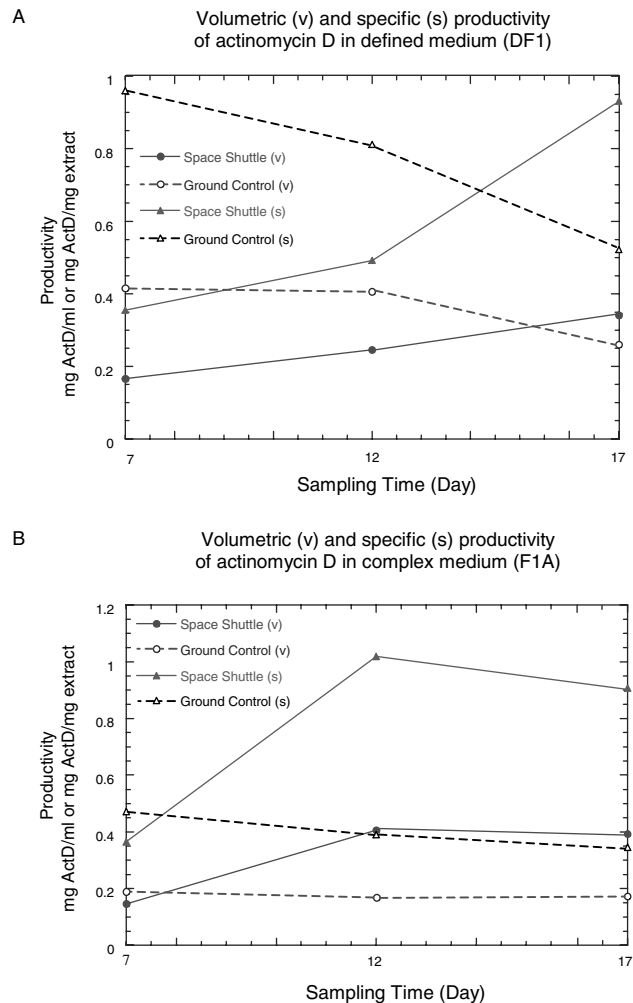 A
Volumetric (v) and specific (s) productivity
of actinomycin D in defined medium (DF1)
1
0.8
0.6
0.4
0.2
0
Productivity
mg ActD/ml or mg ActD/mg extract
Space Shuttle (v)
Ground Control (v)
Space Shuttle (s)
Ground Control (s)
7
12
17
Sampling Time (Day)
B
Volumetric (v) and specific (s) productivity
of actinomycin D in complex medium (F1A)
1.2
1
0.8
0.6
0.4
0.2
0
Productivity
mg ActD/ml or mg ActD/mg extract
Space Shuttle (v)
Ground Control (v)
Space Shuttle (s)
Ground Control (s)
7
12
17
Sampling Time (Day)